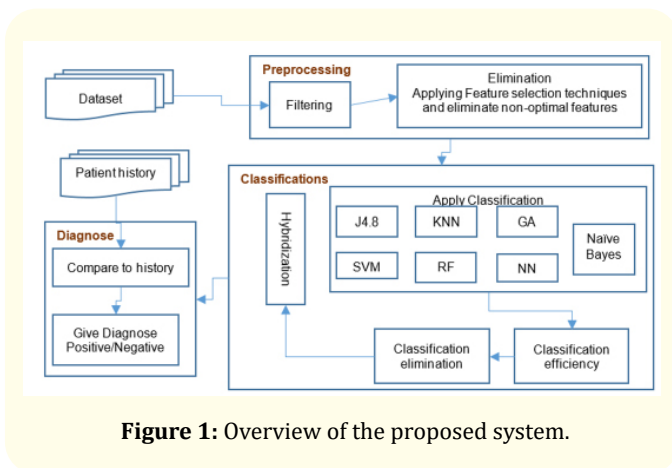 Preprocessing
Dataset
Filtering
Elimination
Applying Feature selection techniques
and eliminate non-optimal features
Patient history
Classifications
Hybridization
Apply Classification
J4.8
KNN
GA
Naïve
Bayes
SVM
RF
NN
Diagnose
Compare to history
Give Diagnose
Positive/Negative
Classification
elimination
Classification
efficiency
Figure 1: Overview of the proposed system.